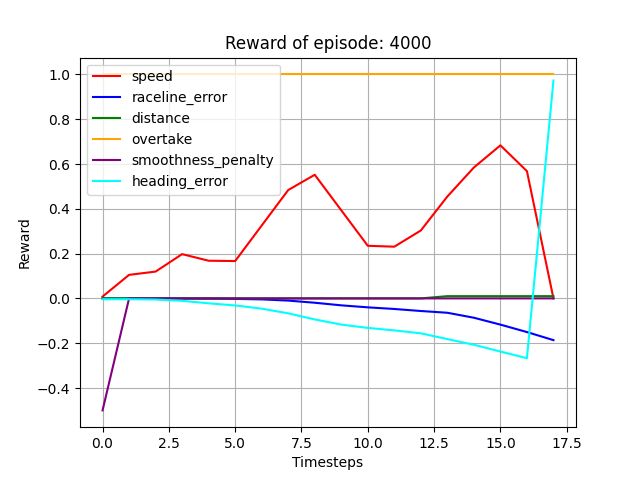 Reward of episode: 4000
1.0
0.8
0.6
0.4
0.2
0.0
−0.2
−0.4
Reward
speed
raceline_error
distance
overtake
smoothness_penalty
heading_error
0.0 2.5 5.0 7.5 10.0 12.5 15.0 17.5
Timesteps